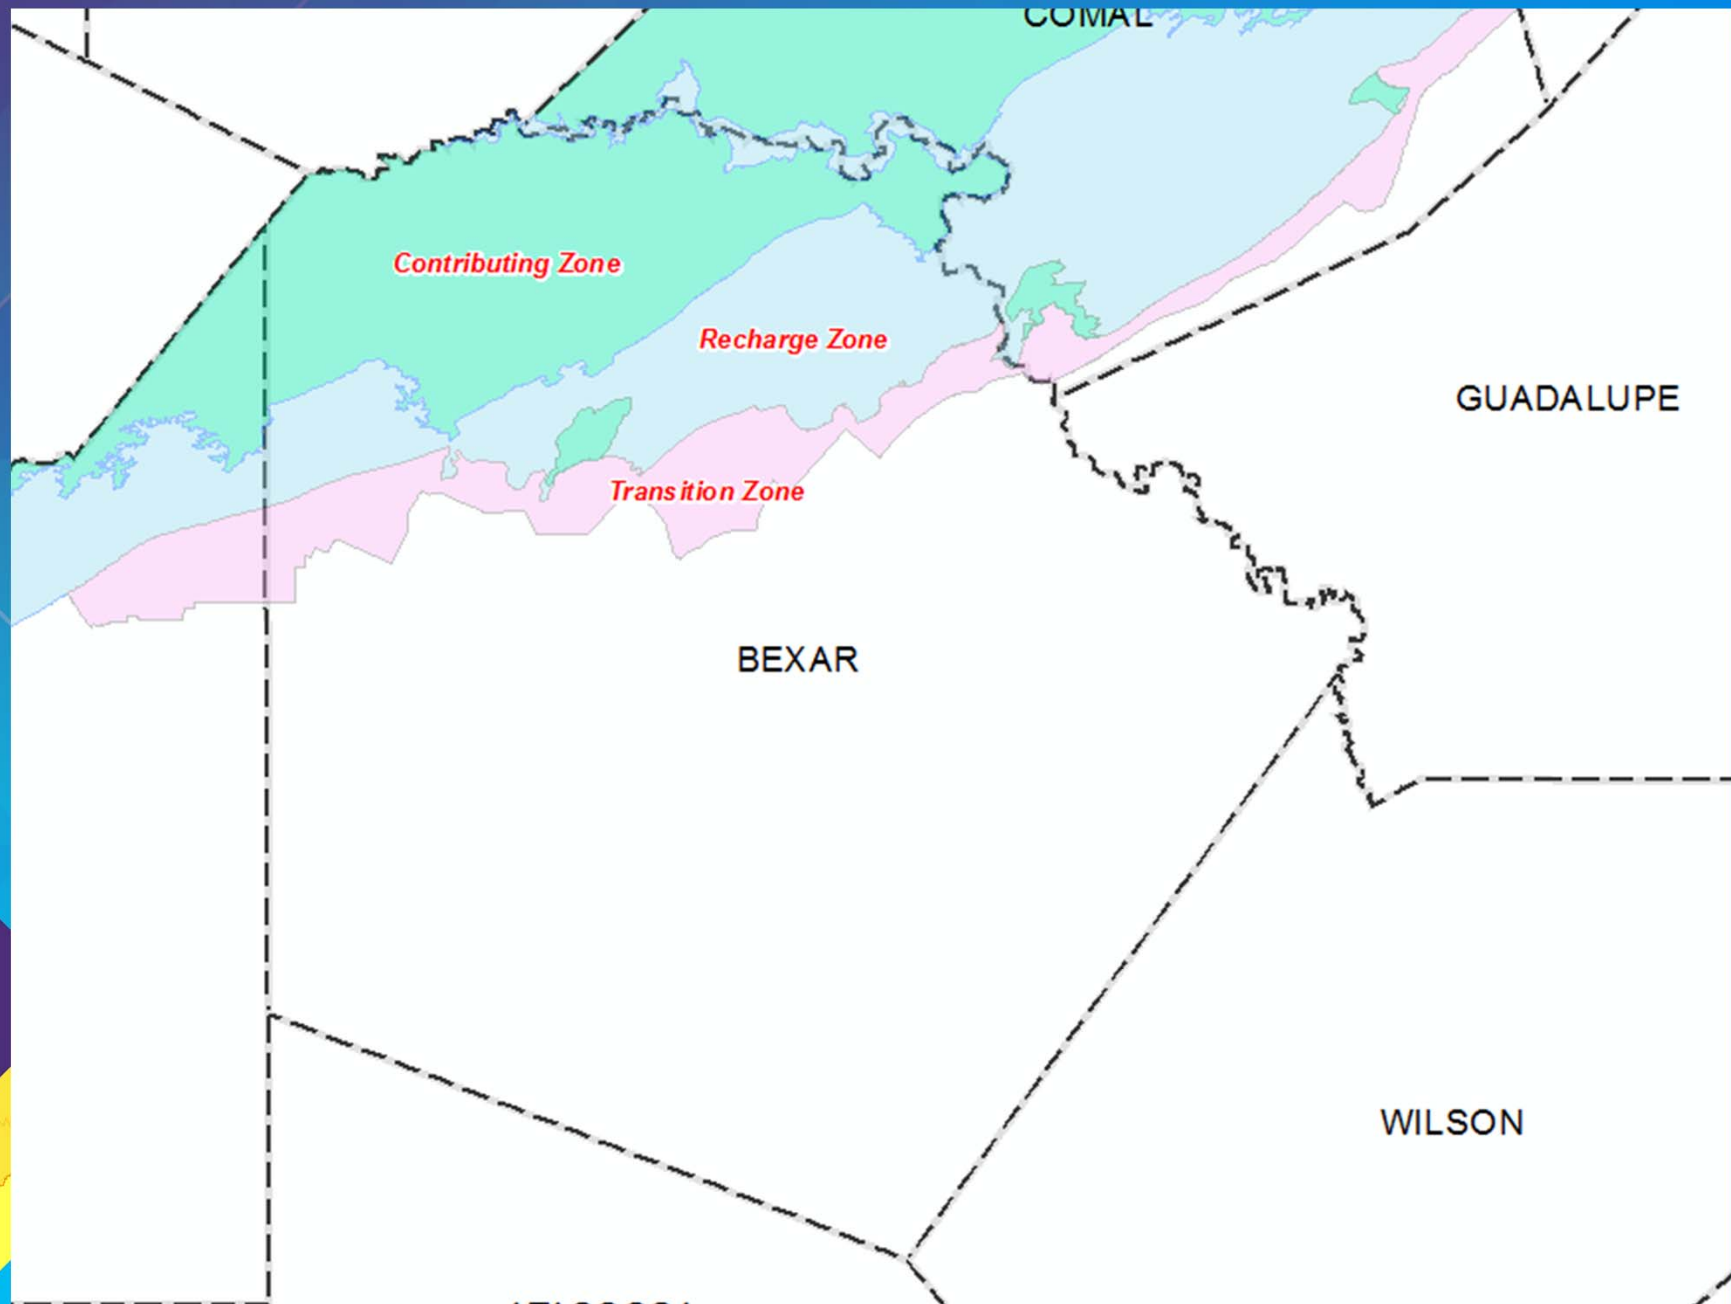 COMAL
Contributing Zone
Recharge Zone
GUADALUPE
Transition Zone
BEXAR
WILSON